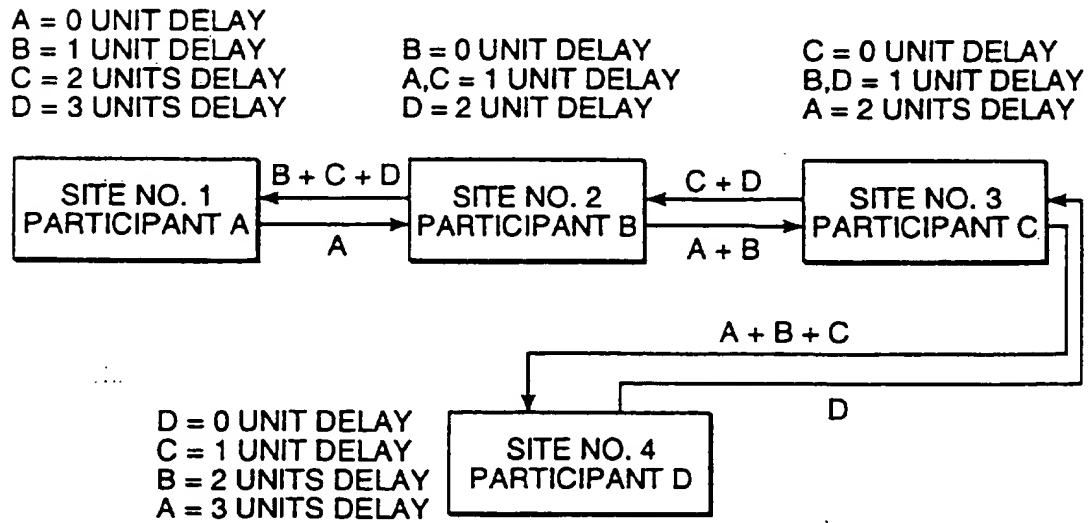 A = 0 UNIT DELAY
B = 1 UNIT DELAY
C = 2 UNITS DELAY
D = 3 UNITS DELAY
B = 0 UNIT DELAY
A,C = 1 UNIT DELAY
D = 2 UNIT DELAY
C = 0 UNIT DELAY
B,D = 1 UNIT DELAY
A = 2 UNITS DELAY
SITE NO. 1
PARTICIPANT A
B + C + D
A
SITE NO. 2
PARTICIPANT B
C + D
A + B
SITE NO. 3
PARTICIPANT C
A + B + C
D
D = 0 UNIT DELAY
C = 1 UNIT DELAY
B = 2 UNITS DELAY
A = 3 UNITS DELAY
SITE NO. 4
PARTICIPANT D